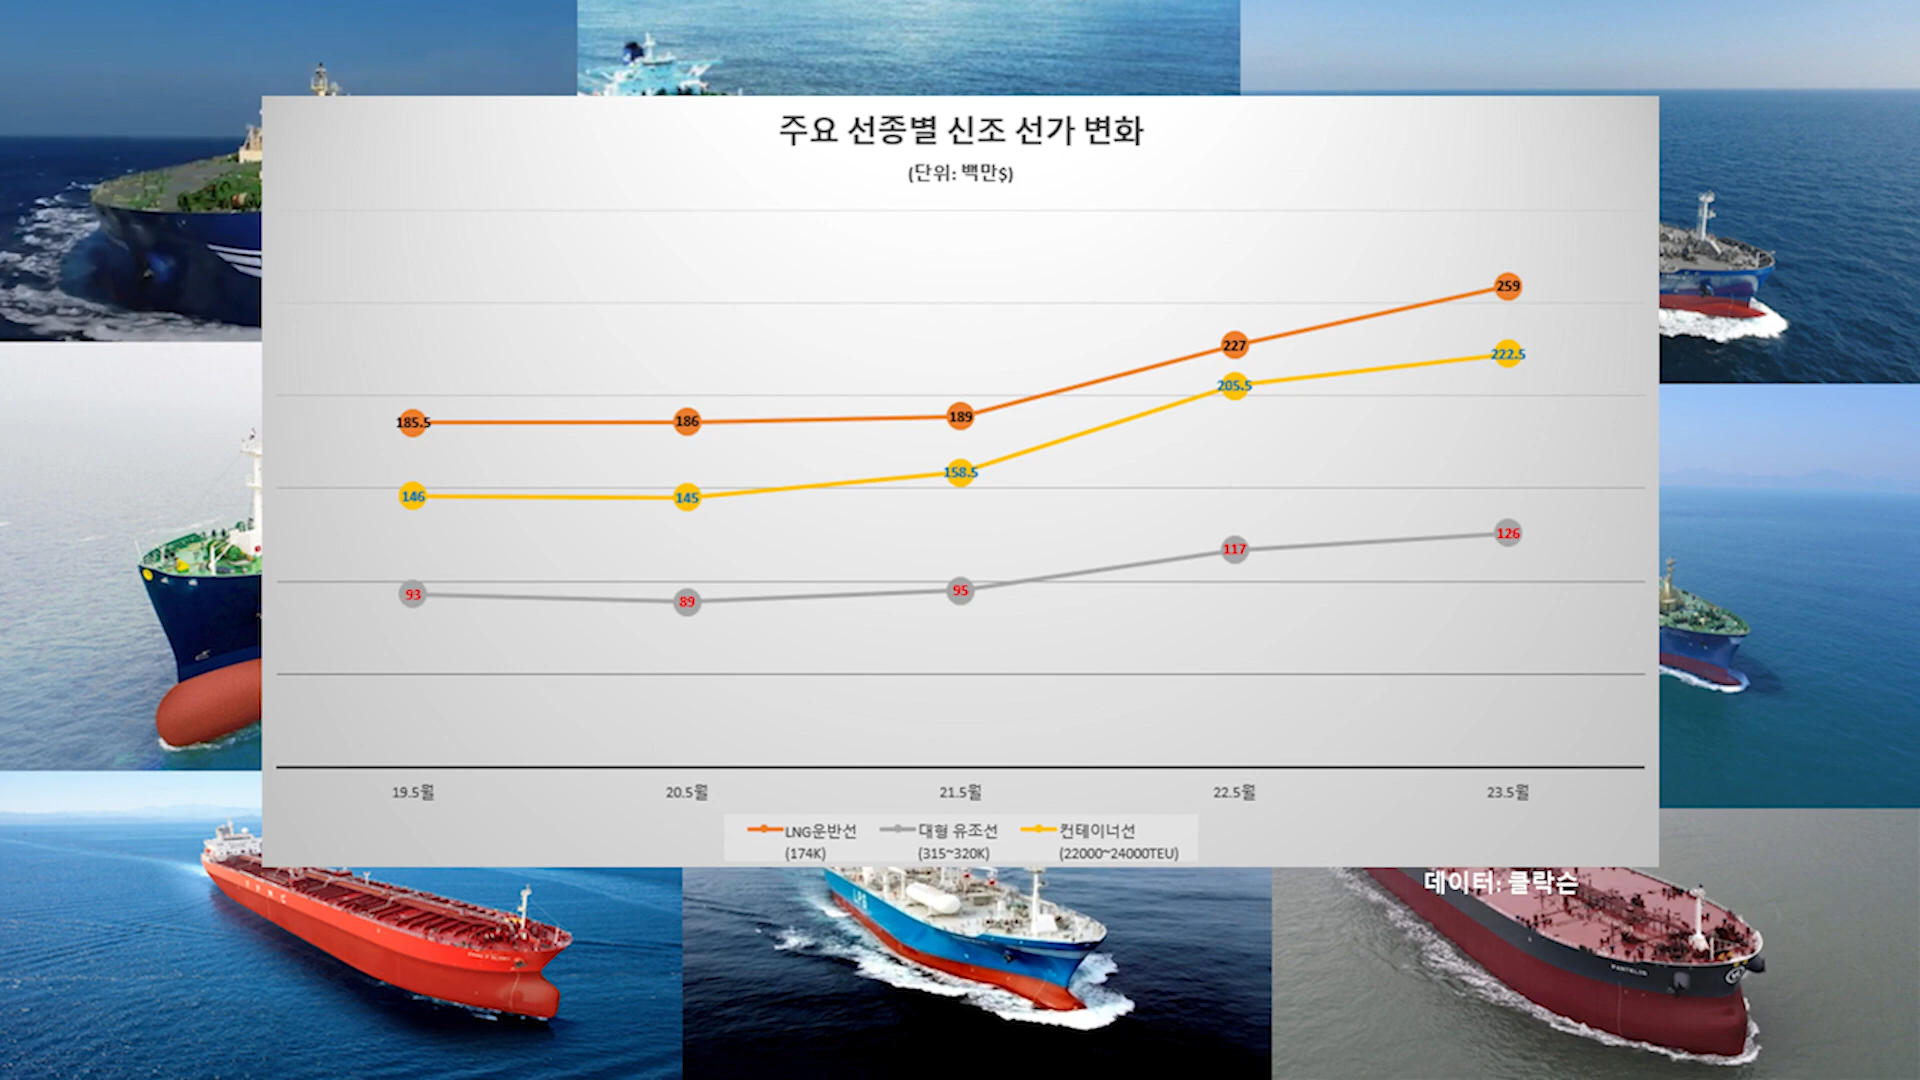 주요 선종별 신조 선가 변화
(단위: 백만$)
259
227
222.5
205.5
185.5
186
189
146
145
158.5
126
117
93
89
95
19.5월
20.5월
21.5월
22.5월
23.5월
LNG운반선
(174K)
대형 유조선
(315~320K)
컨테이너선
(22000~24000TEU)
데이터: 클락슨
LPG